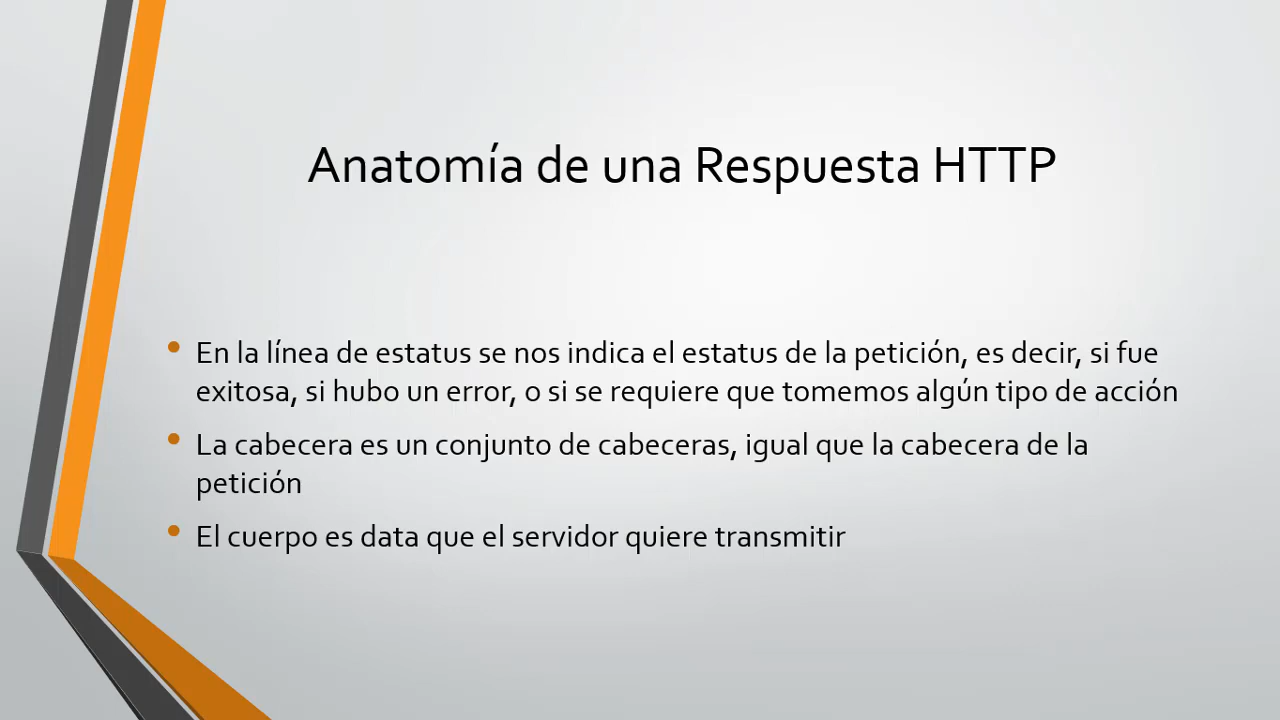 Anatomía de una Respuesta HTTP
• En la línea de estatus se nos indica el estatus de la petición, es decir, si fue
exitosa, si hubo un error, o si se requiere que tomemos algún tipo de acción
• La cabecera es un conjunto de cabeceras, igual que la cabecera de la
petición
• El cuerpo es data que el servidor quiere transmitir